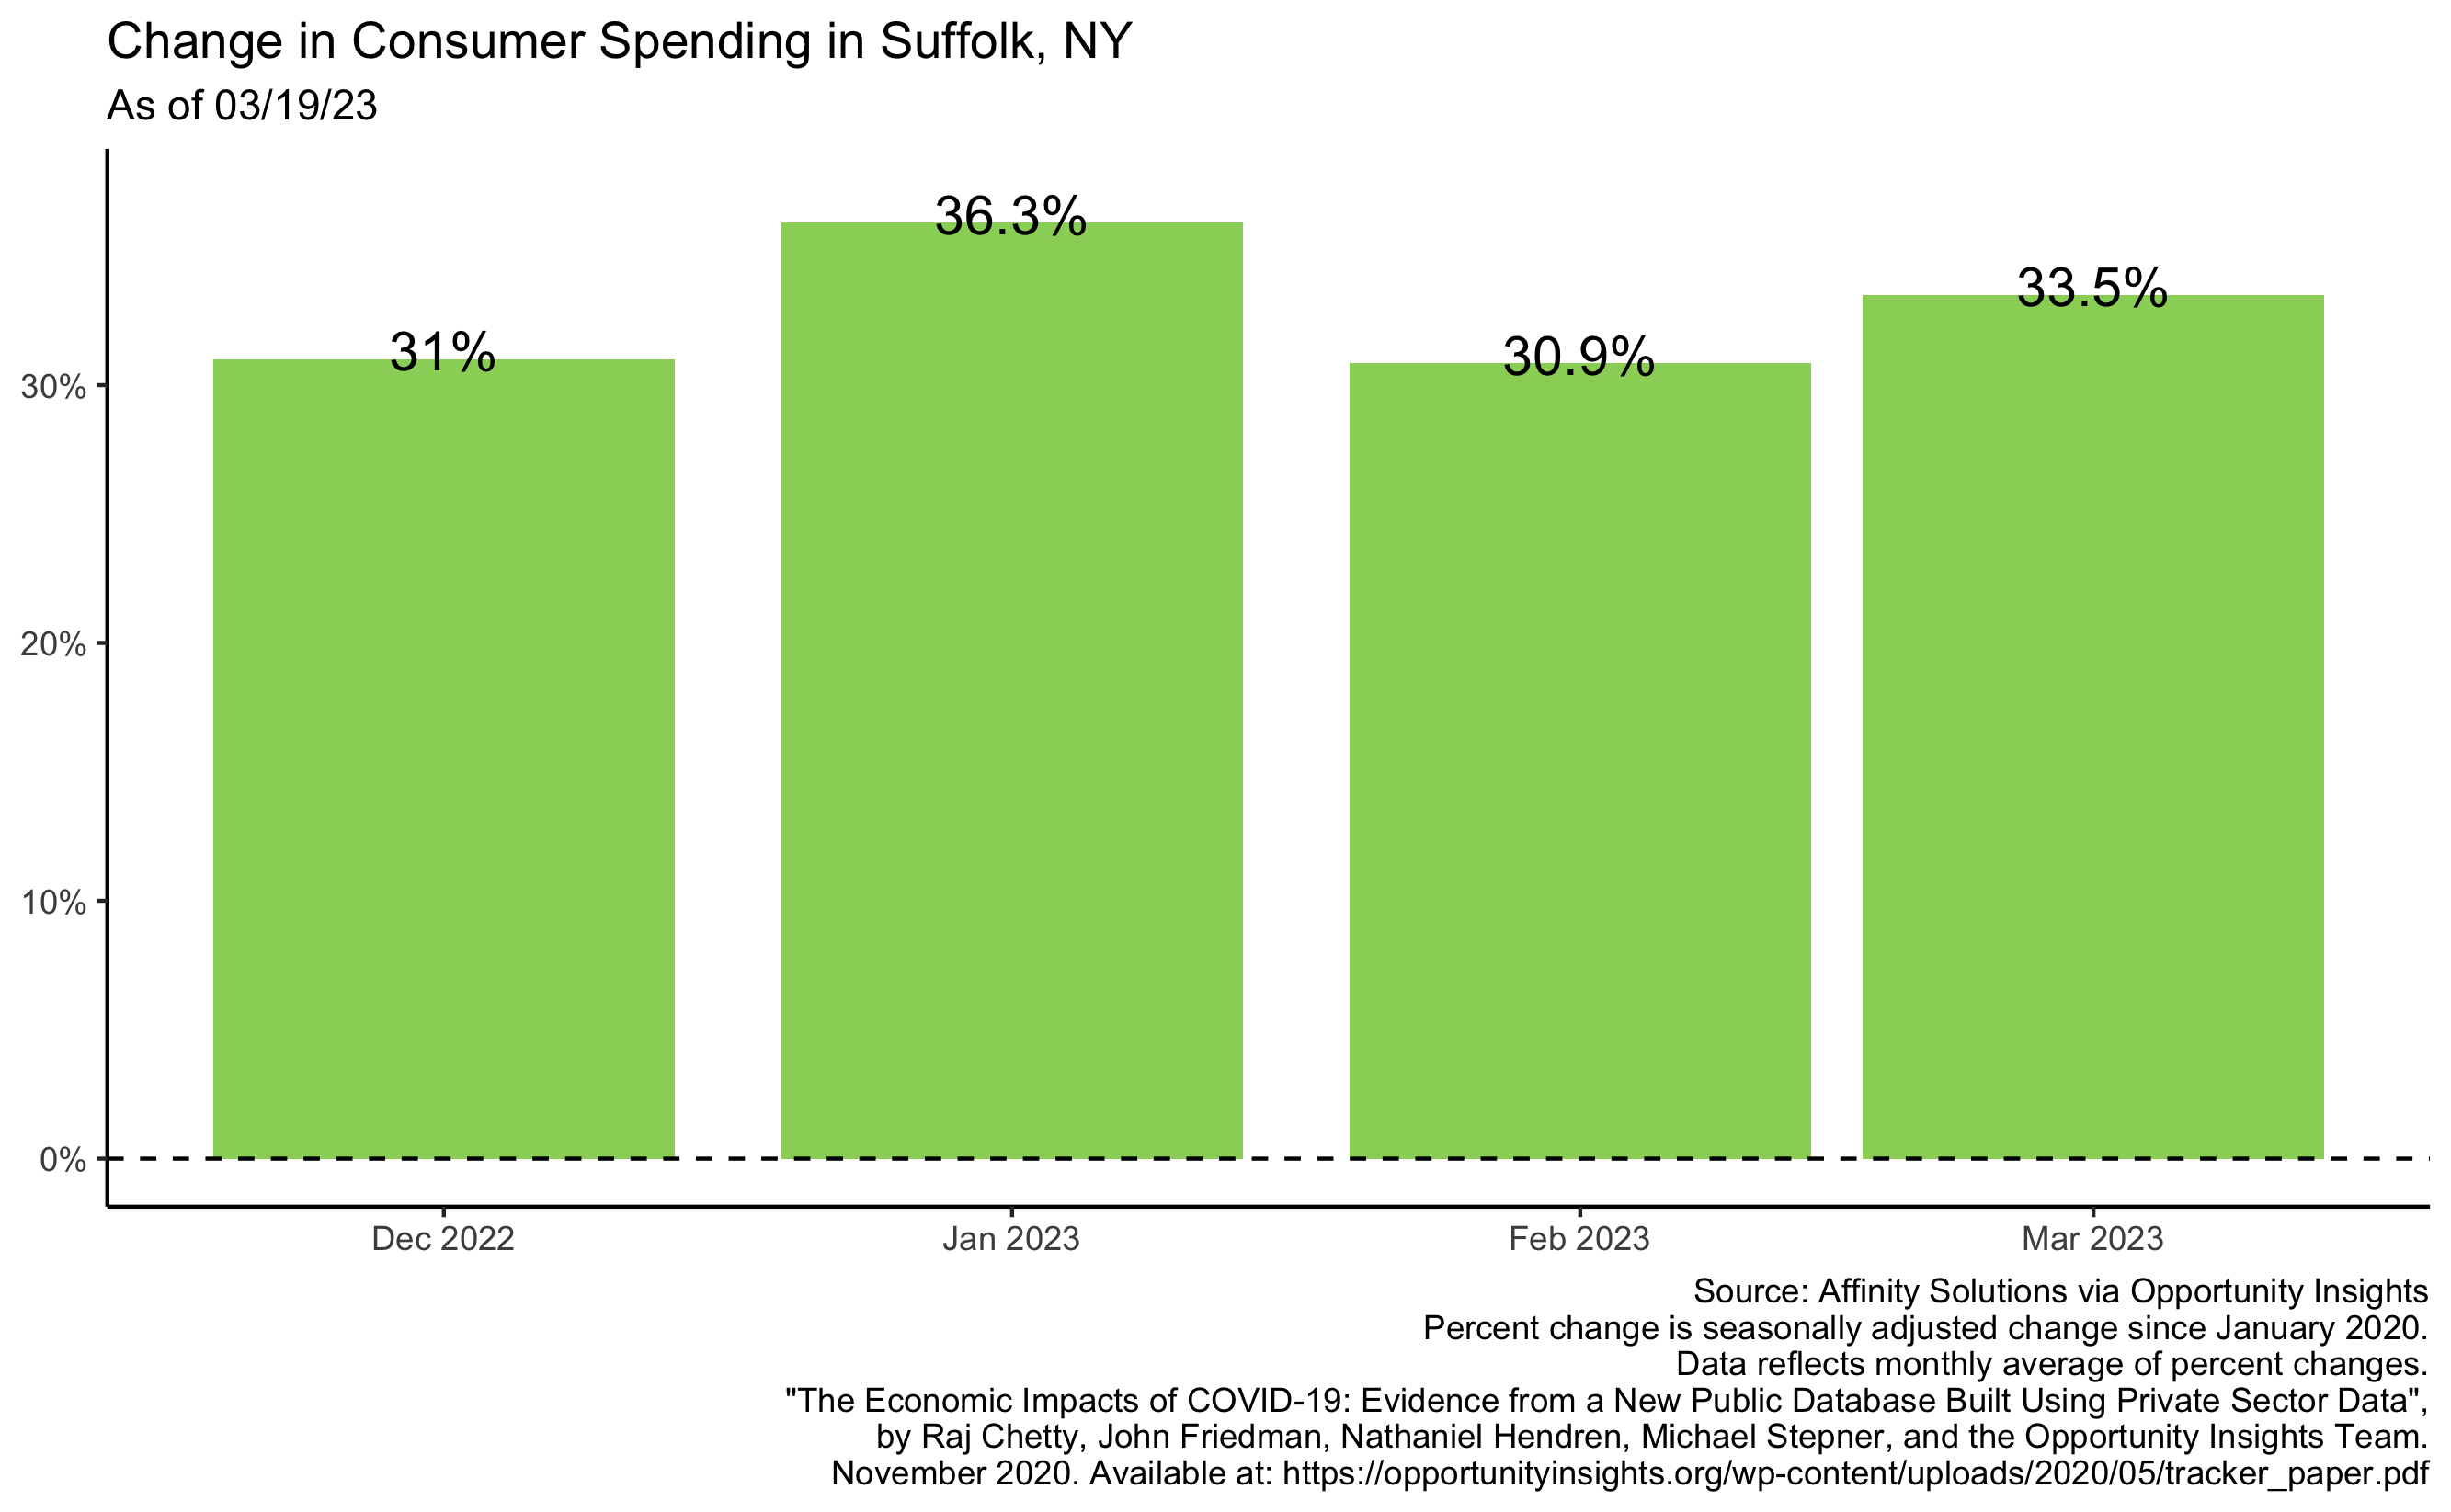 Change in Consumer Spending in Suffolk, NY
As of 03/19/23
36.3%
33.5%
31%
30.9%
30%
20%
10%
0%
Dec 2022
Jan 2023
Feb 2023
Mar 2023
Source: Affinity Solutions via Opportunity Insights
Percent change is seasonally adjusted change since January 2020.
Data reflects monthly average of percent changes.
"The Economic Impacts of COVID-19: Evidence from a New Public Database Built Using Private Sector Data",
by Raj Chetty, John Friedman, Nathaniel Hendren, Michael Stepner, and the Opportunity Insights Team.
November 2020. Available at: https://opportunityinsights.org/wp-content/uploads/2020/05/tracker_paper.pdf